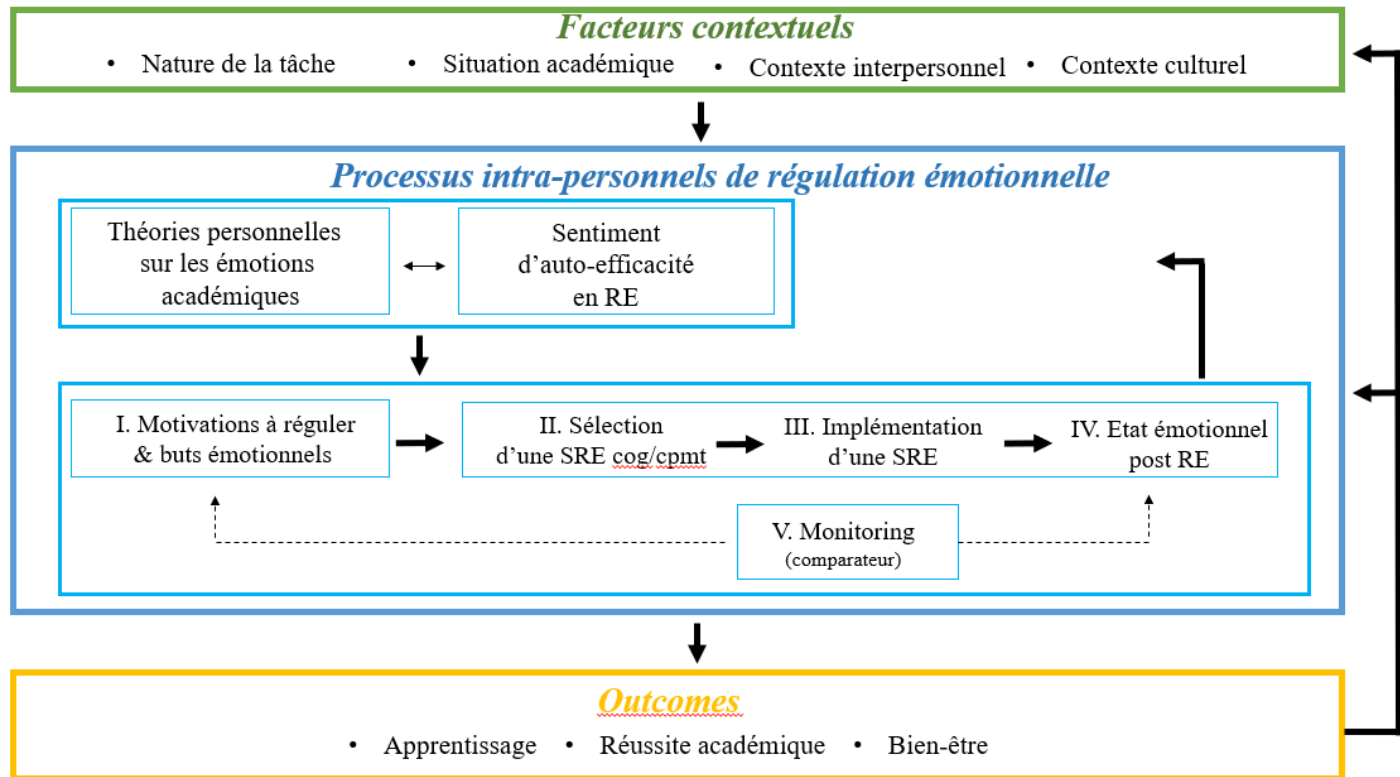 Facteurs contextuels
• Nature de la tâche • Situation académique • Contexte interpersonnel • Contexte culturel
Processus intra-personnels de régulation émotionnelle
Théories personnelles
sur les émotions
académiques
Sentiment
d'auto-efficacité
en RE
I. Motivations à réguler
& buts émotionnels
II. Sélection
d'une SRE cog/cpmt
III. Implémentation
d'une SRE
IV. Etat émotionnel
post RE
V. Monitoring
(comparateur)
Outcomes
• Apprentissage • Réussite académique • Bien-être